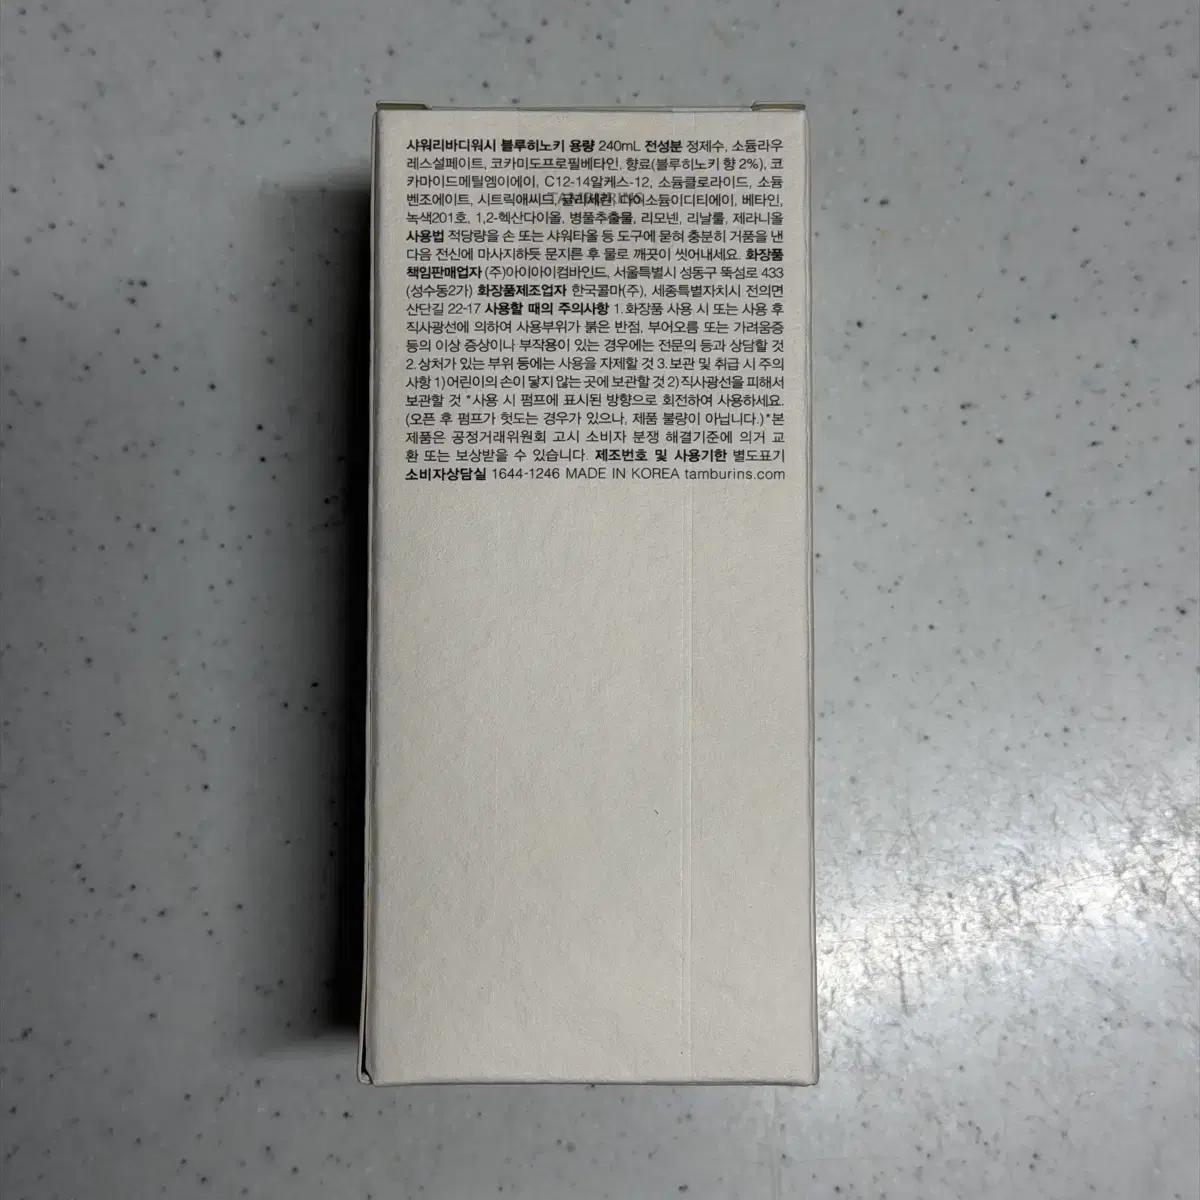 샤워리바디워시 블루히노키 용량 240mL 전성분 정제수, 소듐라우
레스설페이트, 코카미도프로필베타인, 향료(블루히노키 향 2%), 코
카마이드메틸엠이에이, C12-14알케스-12, 소듐클로라이드, 소듐
벤조에이트, 시트릭애씨드, 글리세린, 다이소듐이디티에이, 베타인,
TAMBURINS
녹색201호, 1,2-헥산다이올, 병풀추출물, 리모넨, 리날룰, 제라니올
사용법 적당량을 손 또는 샤워타올 등 도구에 묻혀 충분히 거품을 낸
다음 전신에 마사지하듯 문지른 후 물로 깨끗이 씻어내세요. 화장품
책임판매업자 (주)아이아이컴바인드, 서울특별시 성동구 뚝섬로 433
(성수동2가) 화장품제조업자 한국콜마(주), 세종특별자치시 전의면
산단길 22-17 사용할 때의 주의사항 1.화장품 사용 시 또는 사용 후
직사광선에 의하여 사용부위가 붉은 반점, 부어오름 또는 가려움증
등의 이상 증상이나 부작용이 있는 경우에는 전문의 등과 상담할 것
2.상처가 있는 부위 등에는 사용을 자제할 것 3.보관 및 취급 시 주의
사항 1)어린이의 손이 닿지 않는 곳에 보관할 것 2)직사광선을 피해서
보관할 것 *사용 시 펌프에 표시된 방향으로 회전하여 사용하세요.
(오픈 후 펌프가 헛도는 경우가 있으나, 제품 불량이 아닙니다.)*본
제품은 공정거래위원회 고시 소비자 분쟁 해결기준에 의거 교
환 또는 보상받을 수 있습니다. 제조번호 및 사용기한 별도표기
소비자상담실 1644-1246 MADE IN KOREA tamburins.com